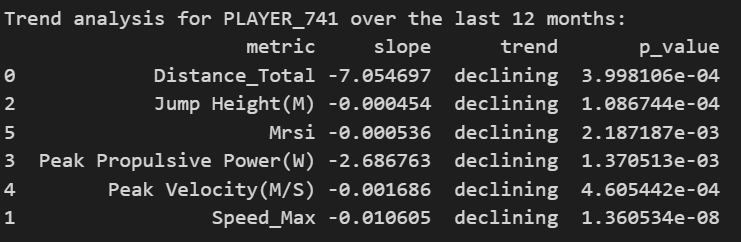 Trend analysis for PLAYER_741 over the last 12 months:
metric slope trend p_value
0 Distance_Total -7.054697 declining 3.998106e-04
2 Jump Height(M) -0.000454 declining 1.086744e-04
5 Mrsi -0.000536 declining 2.187187e-03
3 Peak Propulsive Power(W) -2.686763 declining 1.370513e-03
4 Peak Velocity(M/S) -0.001686 declining 4.605442e-04
1 Speed_Max -0.010605 declining 1.360534e-08